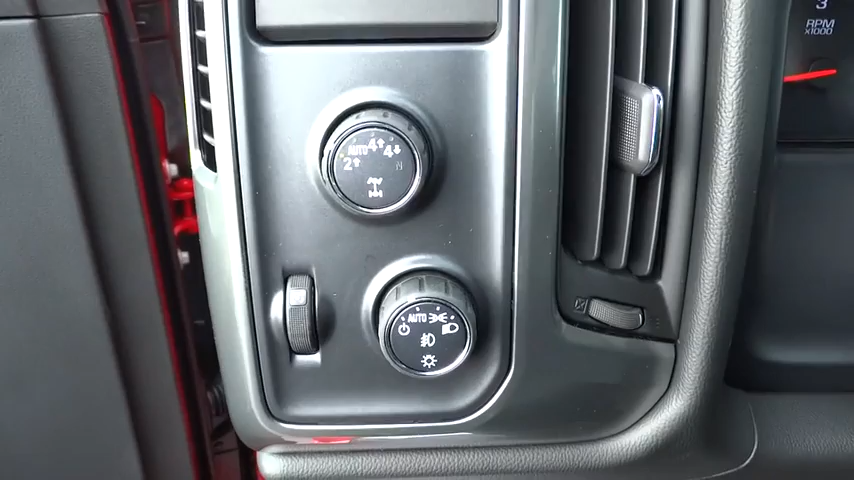 3
RPM
x1000
AUTO 4↑ 4↓
2↑ N
AUTO